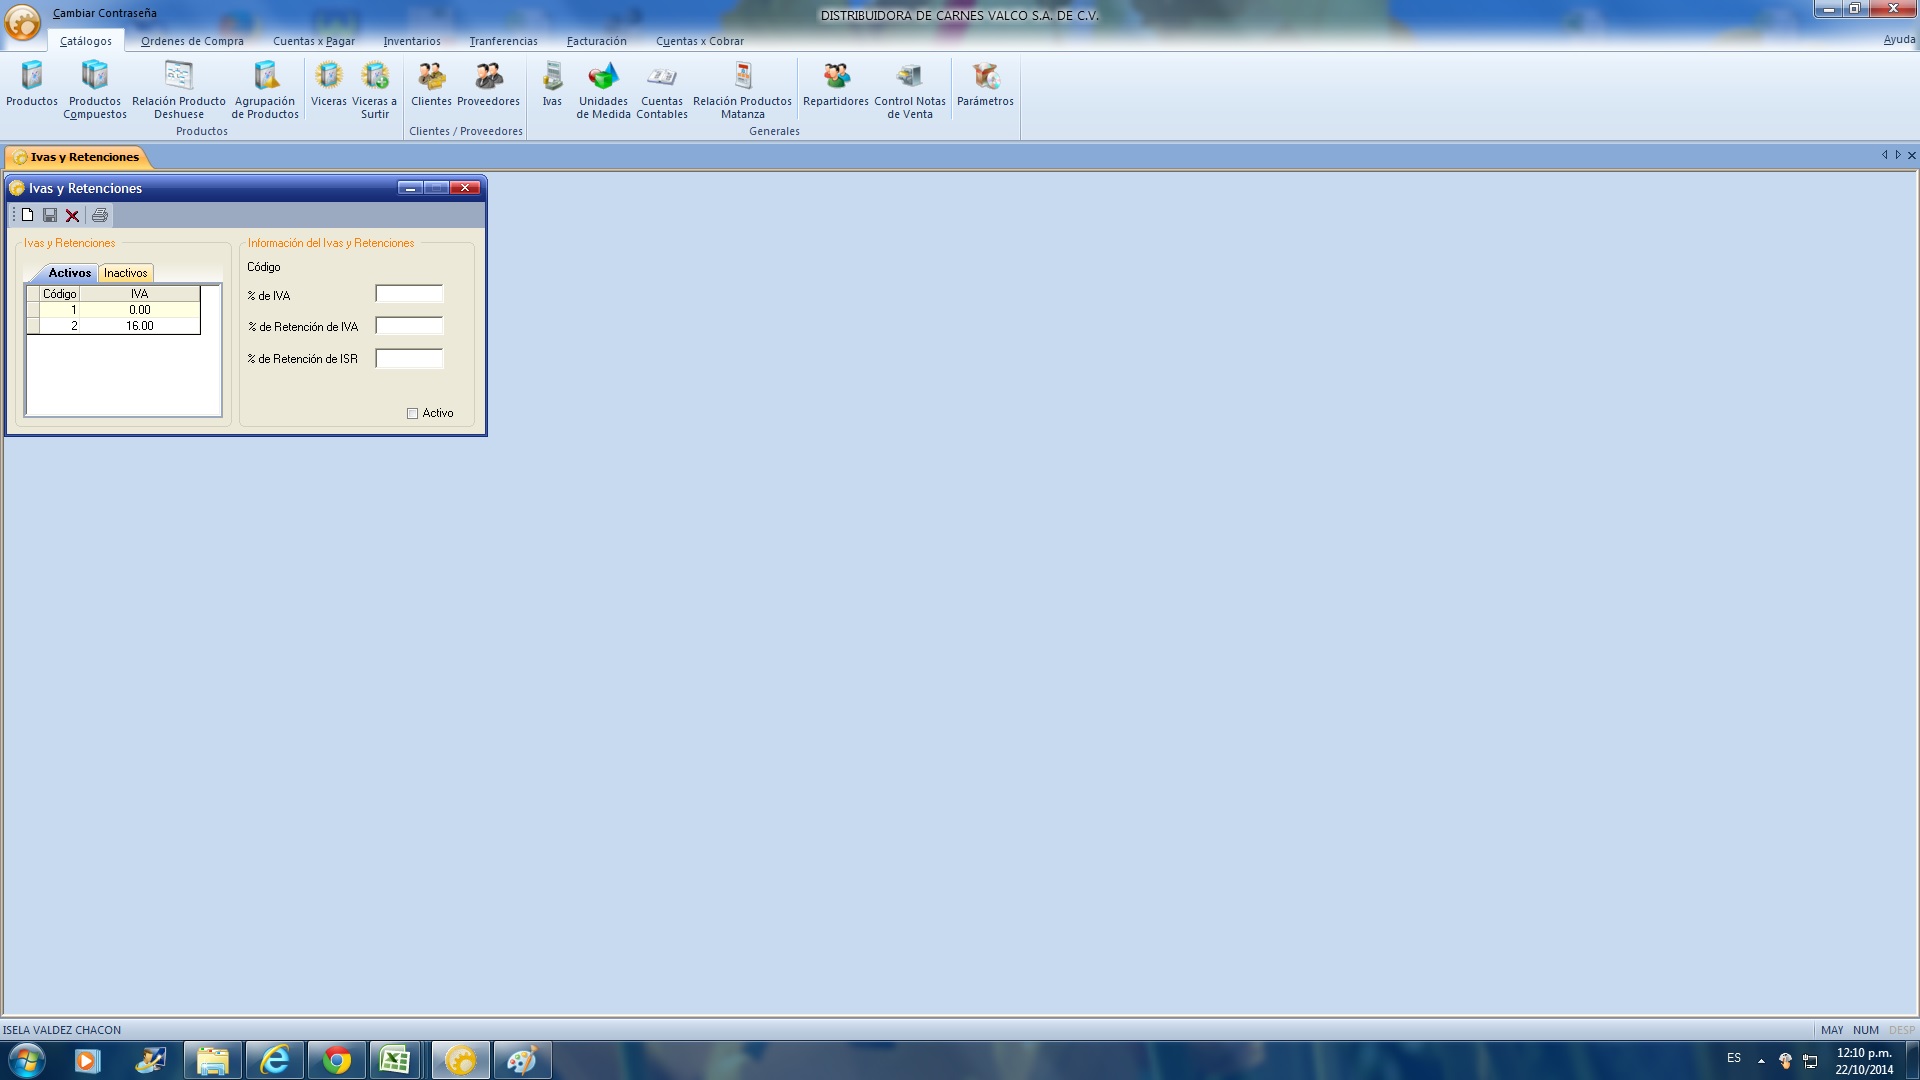 Cambiar Contraseña
DISTRIBUIDORA DE CARNES VALCO S.A. DE C.V.
Catálogos Ordenes de Compra Cuentas x Pagar Inventarios Tranferencias Facturación Cuentas x Cobrar Ayuda
Productos
Productos Compuestos
Relación Producto Deshuese
Agrupación de Productos
Viceras
Viceras a Surtir
Clientes
Proveedores
Ivas
Unidades de Medida
Cuentas Contables
Relación Productos Matanza
Repartidores
Control Notas de Venta
Parámetros
Productos Clientes / Proveedores Generales
Ivas y Retenciones
Ivas y Retenciones
Ivas y Retenciones
Activos Inactivos
Código IVA
1 0.00
2 16.00
Información del Ivas y Retenciones
Código
% de IVA
% de Retención de IVA
% de Retención de ISR
Activo
ISELA VALDEZ CHACON
MAY NUM DESP
ES
12:10 p.m.
22/10/2014